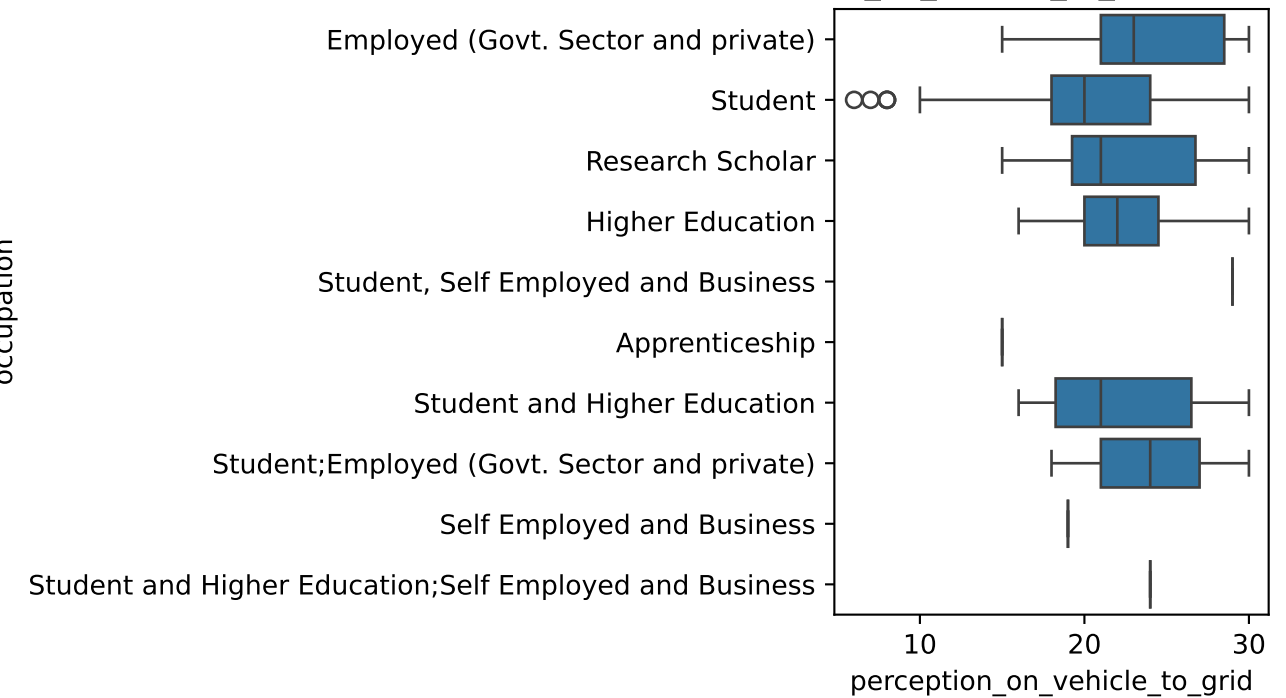 Employed (Govt. Sector and private)
Student
Research Scholar
Higher Education
Student, Self Employed and Business
Apprenticeship
Student and Higher Education
Student;Employed (Govt. Sector and private)
Self Employed and Business
Student and Higher Education;Self Employed and Business
occupation
10 20 30
perception_on_vehicle_to_grid